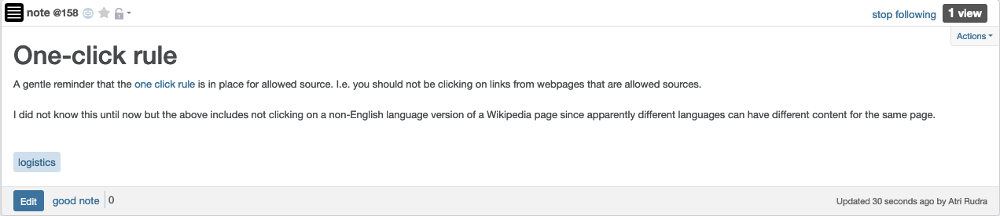 note @158
stop following 1 view
Actions
One-click rule
A gentle reminder that the one click rule is in place for allowed source. I.e. you should not be clicking on links from webpages that are allowed sources.
I did not know this until now but the above includes not clicking on a non-English language version of a Wikipedia page since apparently different languages can have different content for the same page.
logistics
Edit good note 0
Updated 30 seconds ago by Atri Rudra